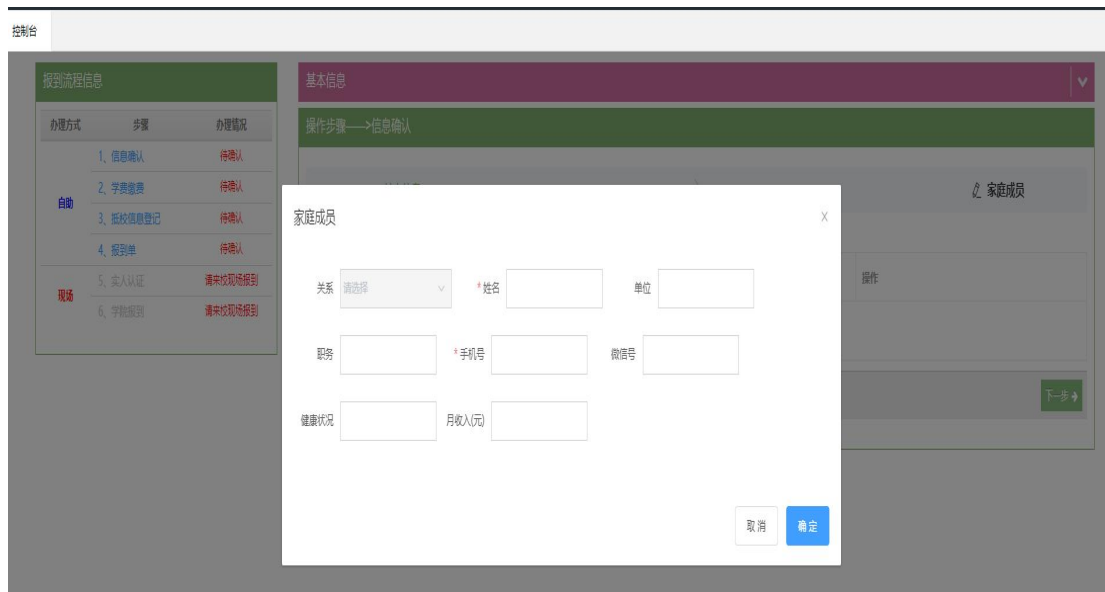 控制台
报到流程信息
办理方式 步骤 办理情况
自助
1、信息确认 待确认
2、学费缴费 待确认
3、抵校信息登记 待确认
4、报到单 待确认
现场
5、实人认证 请来校现场报到
6、学院报到 请来校现场报到
基本信息
操作步骤——>信息确认
家庭成员
操作
下一步
家庭成员 X
关系 请选择 *姓名 单位
职务 *手机号 微信号
健康状况 月收入(元)
取消 确定